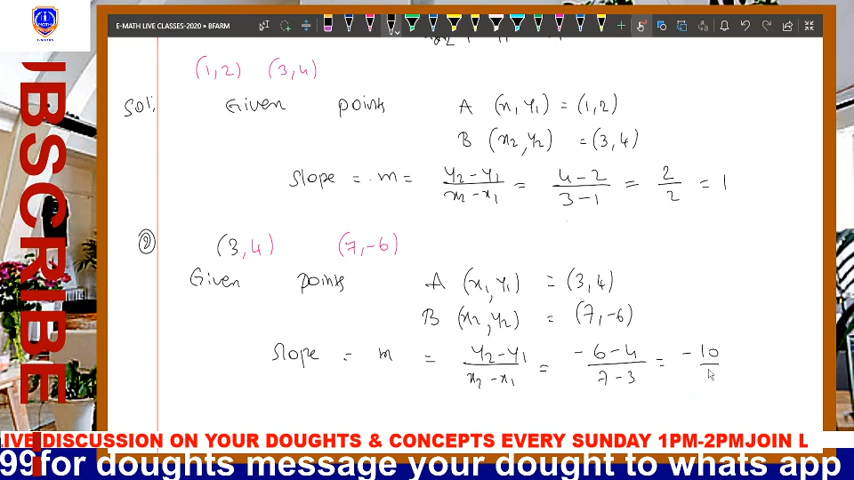 E-MATH LIVE CLASSES-2020 » BFARM
(1,2) (3,4)
Sol: Given points A (x,y1) = (1,2)
B (x2,y2) = (3,4)
Slope = m = y2-y1/x2-x1 = 4-2/3-1 = 2/2 = 1
② (3,4) (7,-6)
Given points A (x1,y1) = (3,4)
B (x2,y2) = (7,-6)
Slope = m = y2-y1/x2-x1 = -6-4/7-3 = -10
IBSCRIBE
IVE DISCUSSION ON YOUR DOUGHTS & CONCEPTS EVERY SUNDAY 1PM-2PMJOIN L
99 for doughts message your dought to whats app